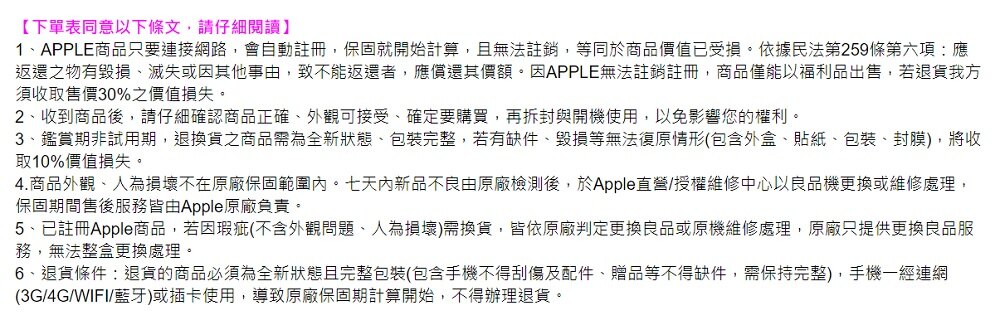 【下單表同意以下條文，請仔細閱讀】
1、APPLE商品只要連接網路，會自動註冊，保固就開始計算，且無法註銷，等同於商品價值已受損。依據民法第259條第六項：應
返還之物有毀損、滅失或因其他事由，致不能返還者，應償還其價額。因APPLE無法註銷註冊，商品僅能以福利品出售，若退貨我方
須收取售價30%之價值損失。
2、收到商品後，請仔細確認商品正確、外觀可接受、確定要購買，再拆封與開機使用，以免影響您的權利。
3、鑑賞期非試用期，退換貨之商品需為全新狀態、包裝完整，若有缺件、毀損等無法復原情形(包含外盒、貼紙、包裝、封膜)，將收
取10%價值損失。
4.商品外觀、人為損壞不在原廠保固範圍內。七天內新品不良由原廠檢測後，於Apple直營/授權維修中心以良品機更換或維修處理，
保固期間售後服務皆由Apple原廠負責。
5、已註冊Apple商品，若因瑕疵(不含外觀問題、人為損壞)需換貨，皆依原廠判定更換良品或原機維修處理，原廠只提供更換良品服
務，無法整盒更換處理。
6、退貨條件：退貨的商品必須為全新狀態且完整包裝(包含手機不得刮傷及配件、贈品等不得缺件，需保持完整)，手機一經連網
(3G/4G/WIFI/藍牙)或插卡使用，導致原廠保固期計算開始，不得辦理退貨。